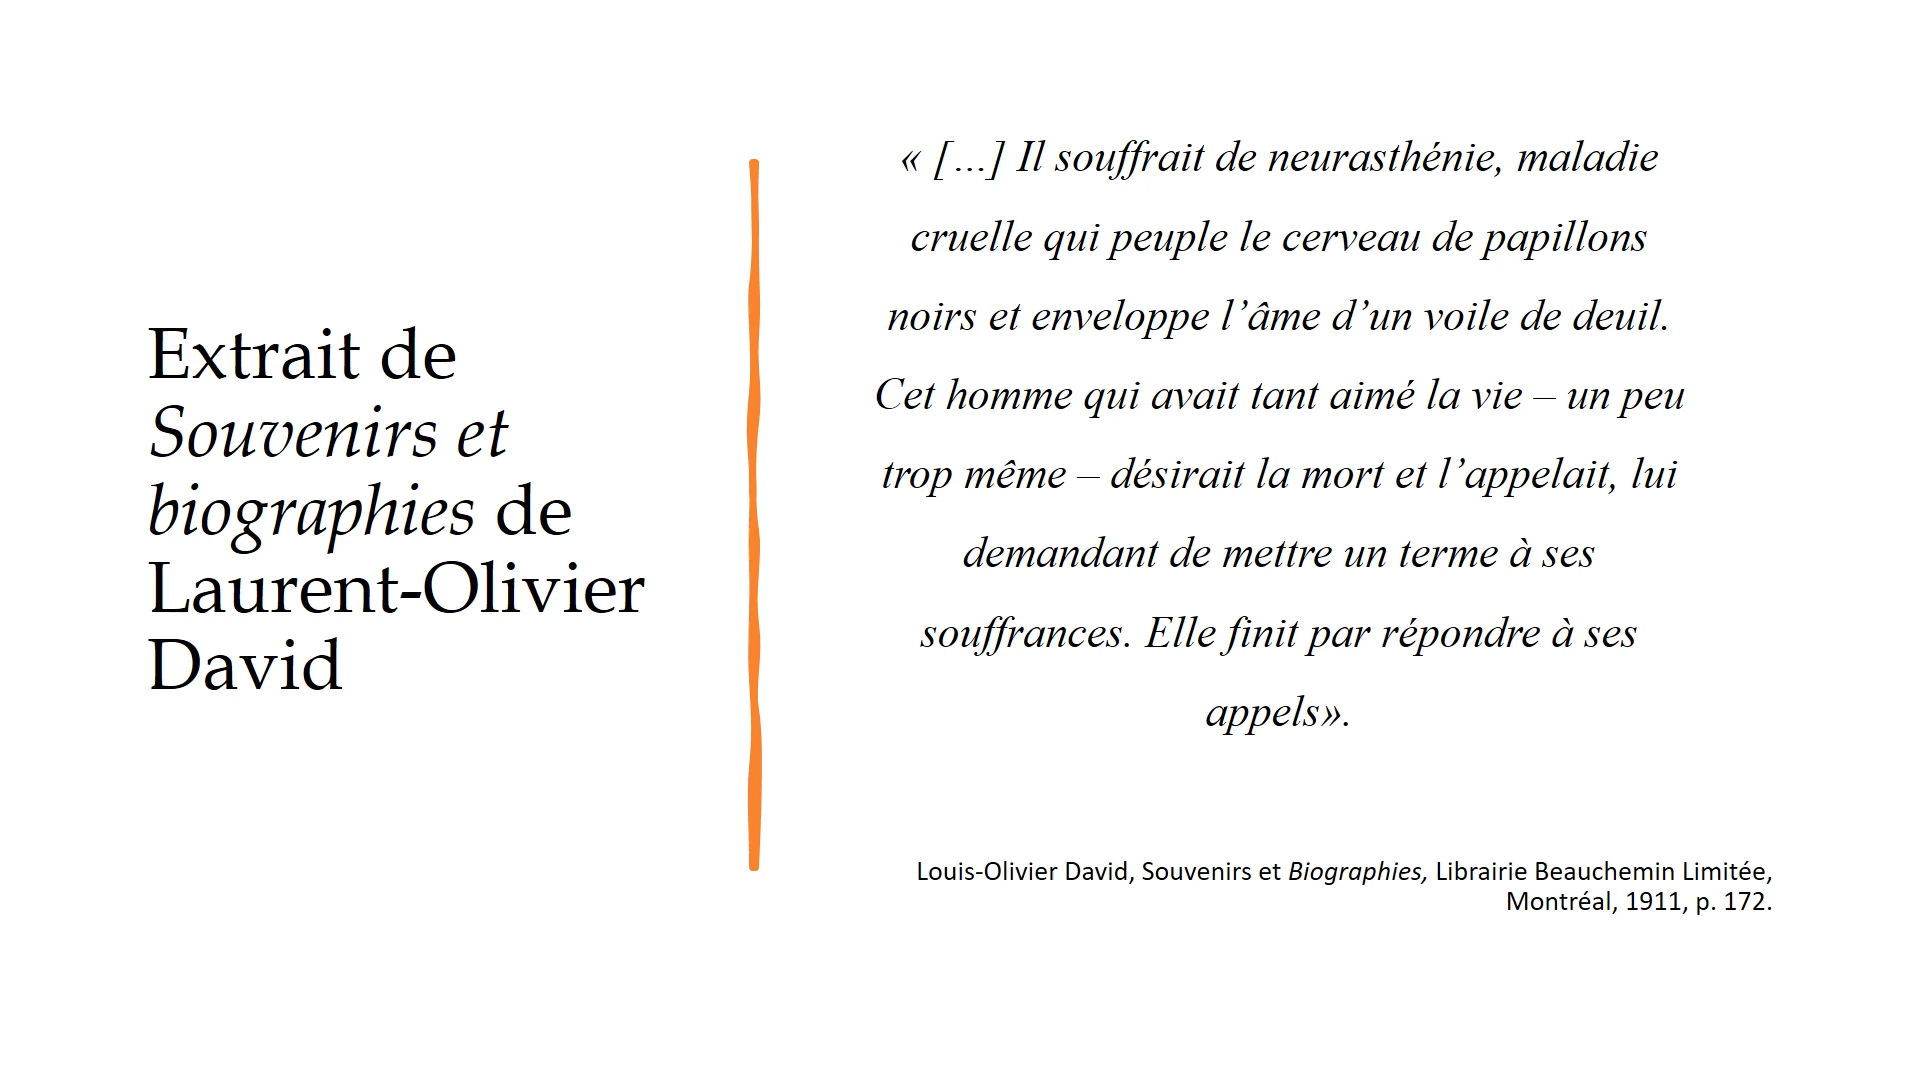 Extrait de
Souvenirs et
biographies de
Laurent-Olivier
David
« […] Il souffrait de neurasthénie, maladie
cruelle qui peuple le cerveau de papillons
noirs et enveloppe l’âme d’un voile de deuil.
Cet homme qui avait tant aimé la vie – un peu
trop même – désirait la mort et l’appelait, lui
demandant de mettre un terme à ses
souffrances. Elle finit par répondre à ses
appels».
Louis-Olivier David, Souvenirs et Biographies, Librairie Beauchemin Limitée,
Montréal, 1911, p. 172.